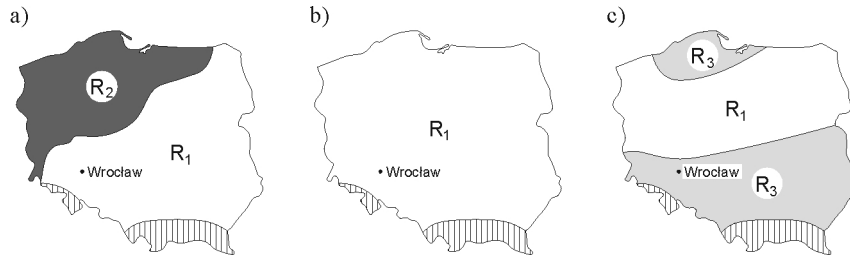 a) b) c)
R2 R3
R1 R1 R1
Wrocław Wrocław Wrocław
R3